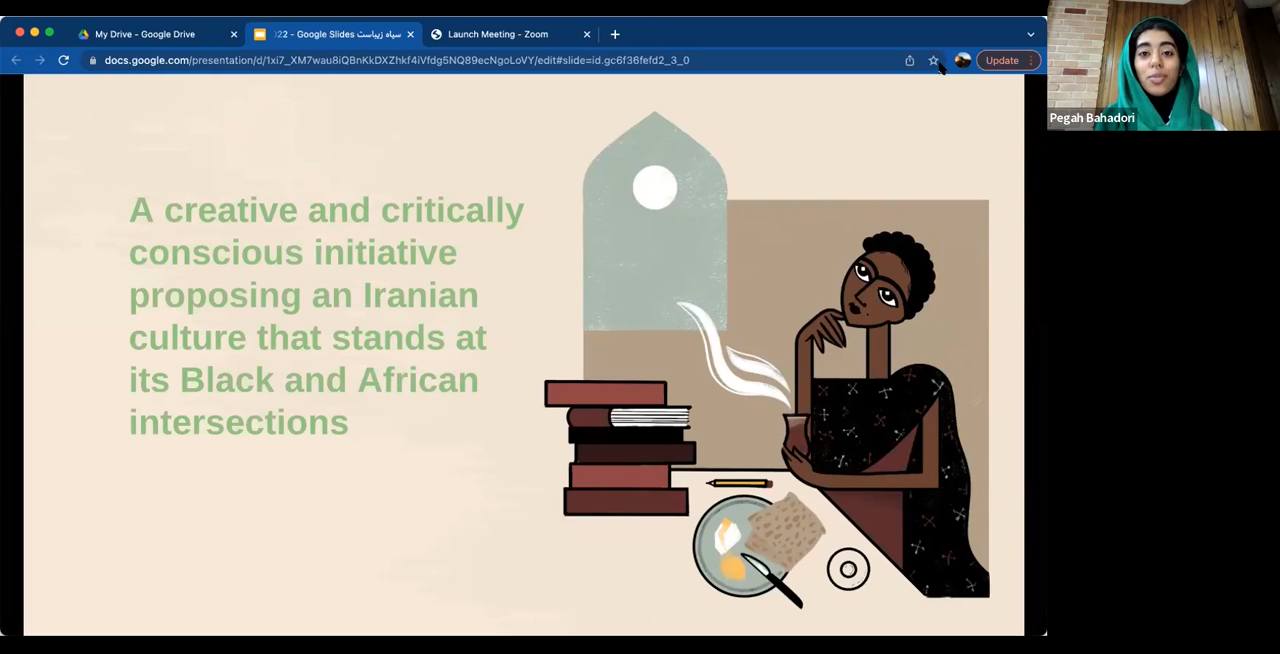 My Drive - Google Drive
سیاه زیباست 22 - Google Slides
Launch Meeting - Zoom
docs.google.com/presentation/d/1xi7_XM7wau8iQBnKkDXZhkf4iVfdg5NQ89ecNgoLoVY/edit#slide=id.gc6f36fefd2_3_0
Update
Pegah Bahadori
A creative and critically
conscious initiative
proposing an Iranian
culture that stands at
its Black and African
intersections